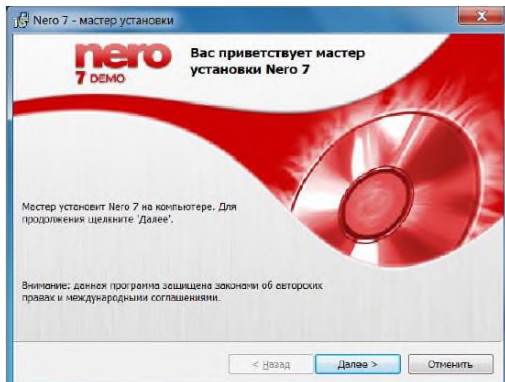 Nero 7 - мастер установки
nero
7 DEMO
Вас приветствует мастер
установки Nero 7
Мастер установит Nero 7 на компьютере. Для
продолжения щелкните 'Далее'.
Внимание: данная программа защищена законами об авторских
правах и международными соглашениями.
< Назад
Далее >
Отменить